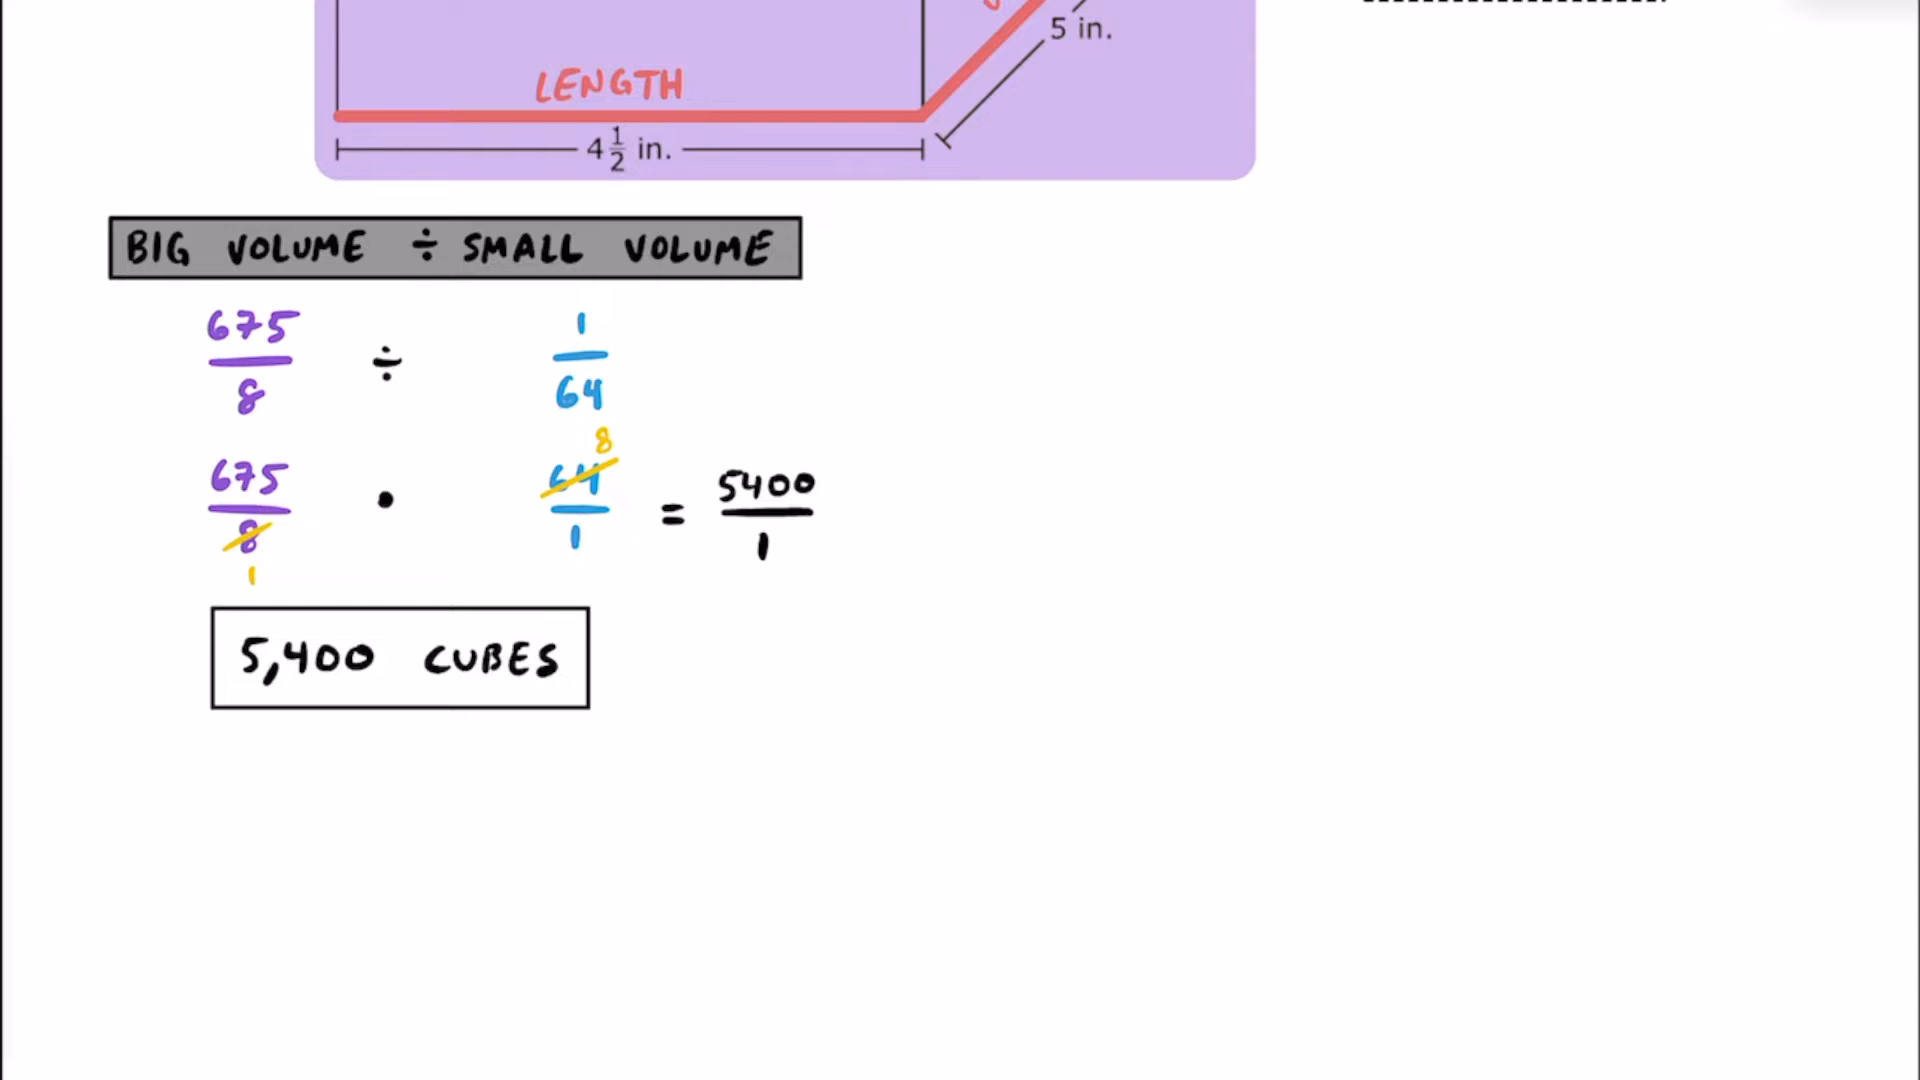 5 in.
LENGTH
4 1/2 in.
BIG VOLUME ÷ SMALL VOLUME
675/8 ÷ 1/64
8
675/8 • 64/1 = 5400/1
1
5,400 CUBES